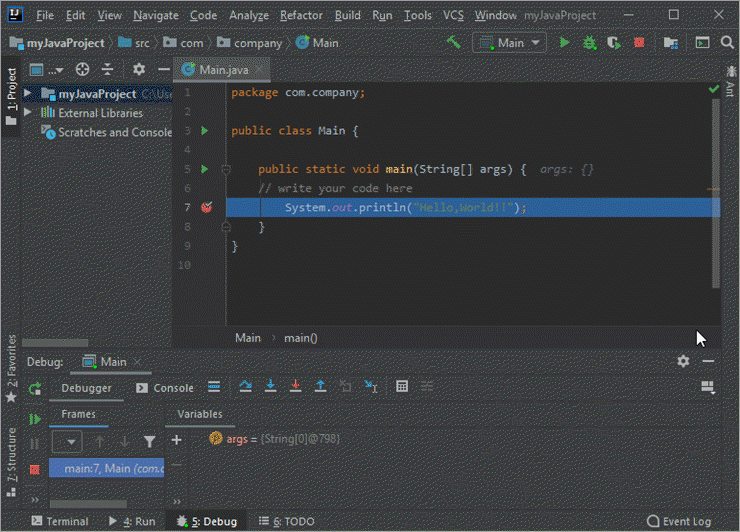 File Edit View Navigate Code Analyze Refactor Build Run Tools VCS Window myJavaProject
myJavaProject src com company Main Main
1: Project
... Main.java
myJavaProject C:\Use
External Libraries
Scratches and Console
Ant
1 package com.company;
2
3 public class Main {
4
5 public static void main(String[] args) { args: {}
6 // write your code here
7 System.out.println("Hello,World!!");
8 }
9 }
10
Main main()
2: Favorites
Z: Structure
Debug: Main
Debugger Console
Frames Variables
args = {String[0]@798}
main:7, Main (com.c
Terminal 4: Run 5: Debug 6: TODO Event Log